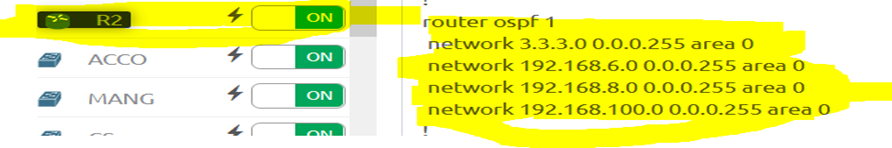 R2 ON
ACCO ON
MANG ON
ON
!
router ospf 1
network 3.3.3.0 0.0.0.255 area 0
network 192.168.6.0 0.0.0.255 area 0
network 192.168.8.0 0.0.0.255 area 0
network 192.168.100.0 0.0.0.255 area 0
!